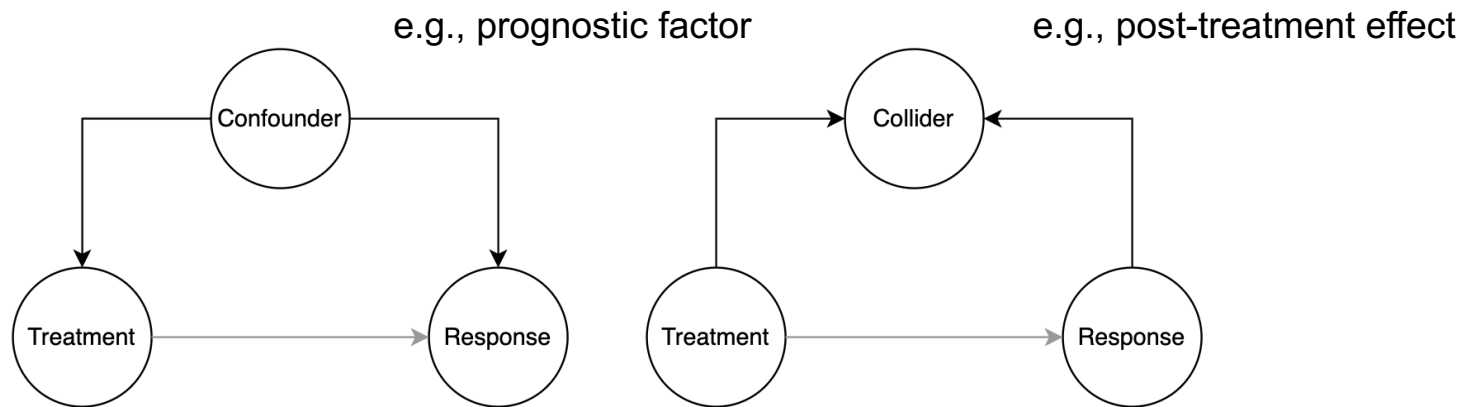 e.g., prognostic factor
e.g., post-treatment effect
Confounder
Collider
Treatment
Response
Treatment
Response